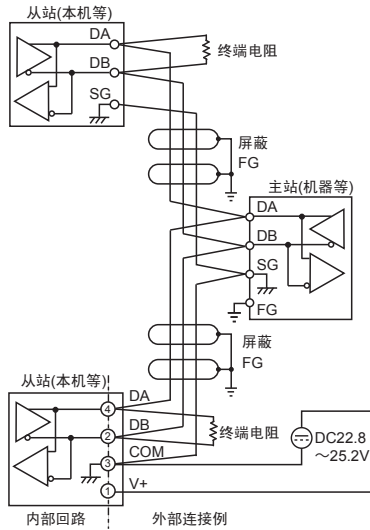 从站(本机等)
DA
DB
SG
终端电阻
屏蔽
FG
主站(机器等)
DA
DB
SG
FG
屏蔽
FG
从站(本机等)
DA
④
DB
②
COM
③
V+
①
终端电阻
DC22.8
～25.2V
内部回路
外部连接例